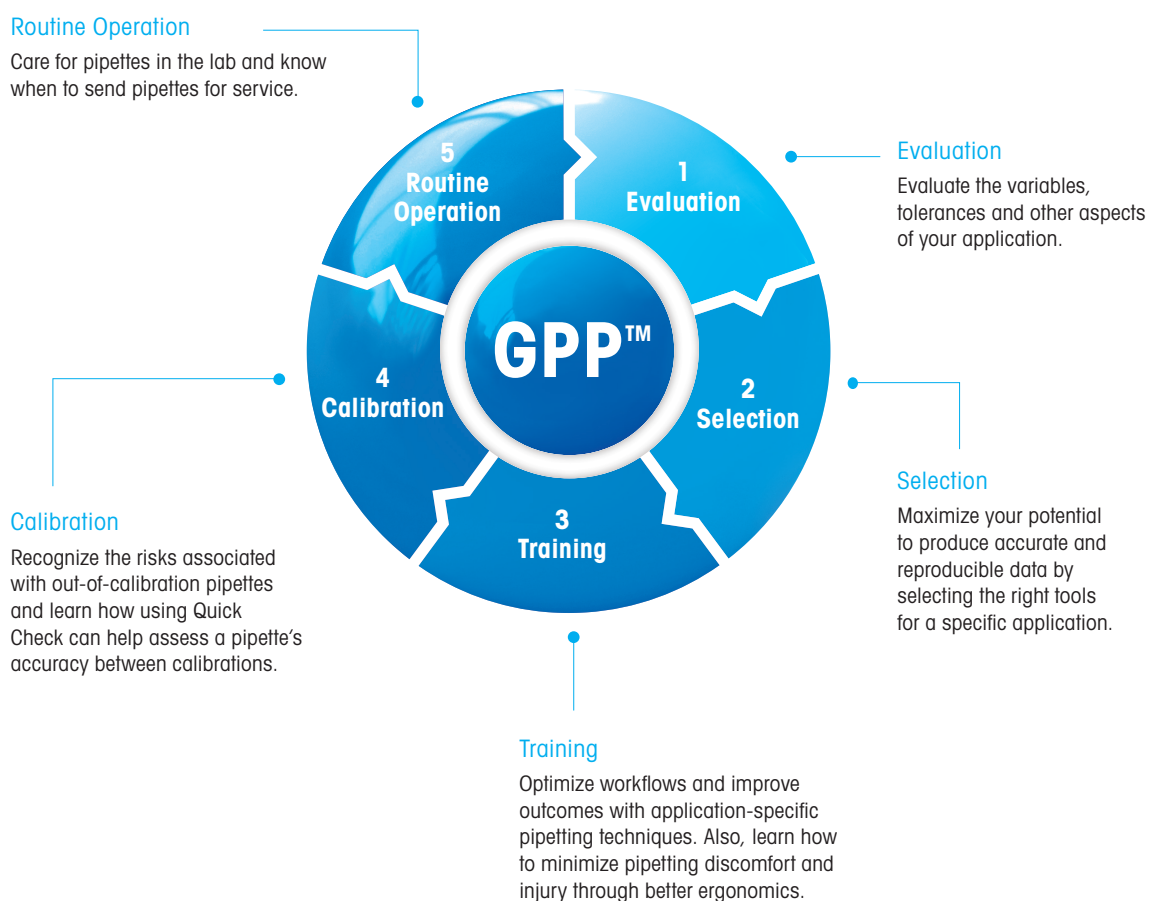 Routine Operation
Care for pipettes in the lab and know
when to send pipettes for service.
5
Routine
Operation
1
Evaluation
Evaluation
Evaluate the variables,
tolerances and other aspects
of your application.
GPP™
4
Calibration
2
Selection
3
Training
Selection
Maximize your potential
to produce accurate and
reproducible data by
selecting the right tools
for a specific application.
Calibration
Recognize the risks associated
with out-of-calibration pipettes
and learn how using Quick
Check can help assess a pipette's
accuracy between calibrations.
Training
Optimize workflows and improve
outcomes with application-specific
pipetting techniques. Also, learn how
to minimize pipetting discomfort and
injury through better ergonomics.